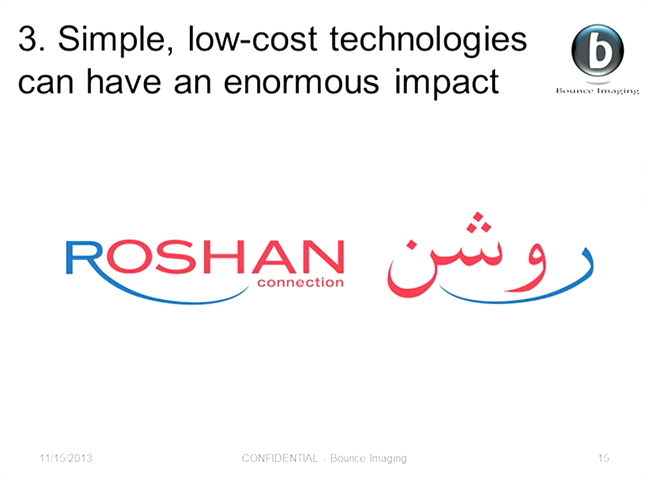 3. Simple, low-cost technologies
can have an enormous impact
b
Bounce Imaging
ROSHAN
connection
روشن
11/15/2013
CONFIDENTIAL - Bounce Imaging
15